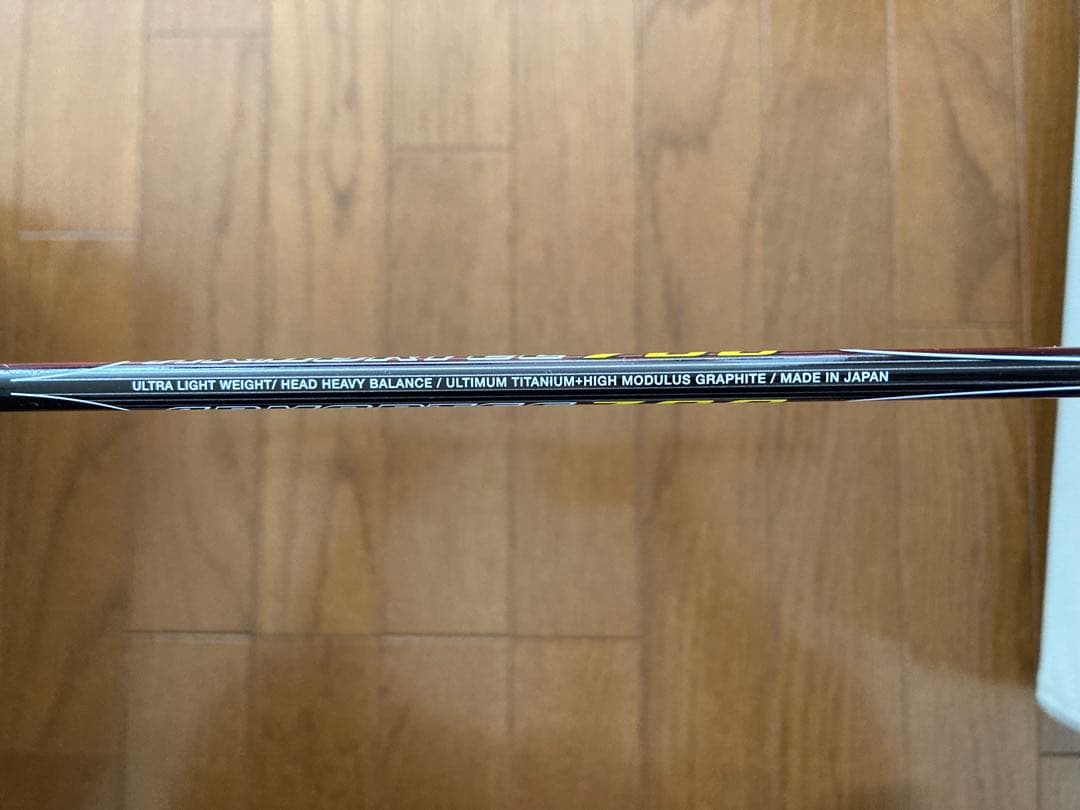 ULTRA LIGHT WEIGHT/ HEAD HEAVY BALANCE / ULTIMUM TITANIUM+HIGH MODULUS GRAPHITE / MADE IN JAPAN